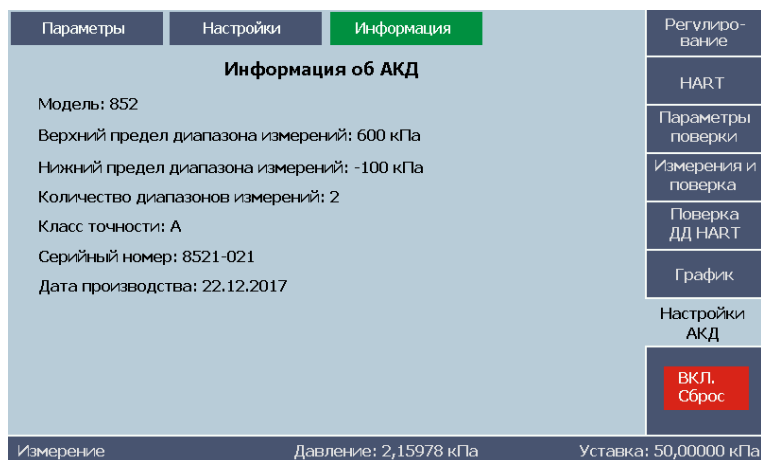 Параметры
Настройки
Информация
Информация об АКД
Модель: 852
Верхний предел диапазона измерений: 600 кПа
Нижний предел диапазона измерений: -100 кПа
Количество диапазонов измерений: 2
Класс точности: А
Серийный номер: 8521-021
Дата производства: 22.12.2017
Регулиро-
вание
HART
Параметры
поверки
Измерения и
поверка
Поверка
ДД HART
График
Настройки
АКД
ВКЛ.
Сброс
Измерение
Давление: 2,15978 кПа
Уставка: 50,00000 кПа